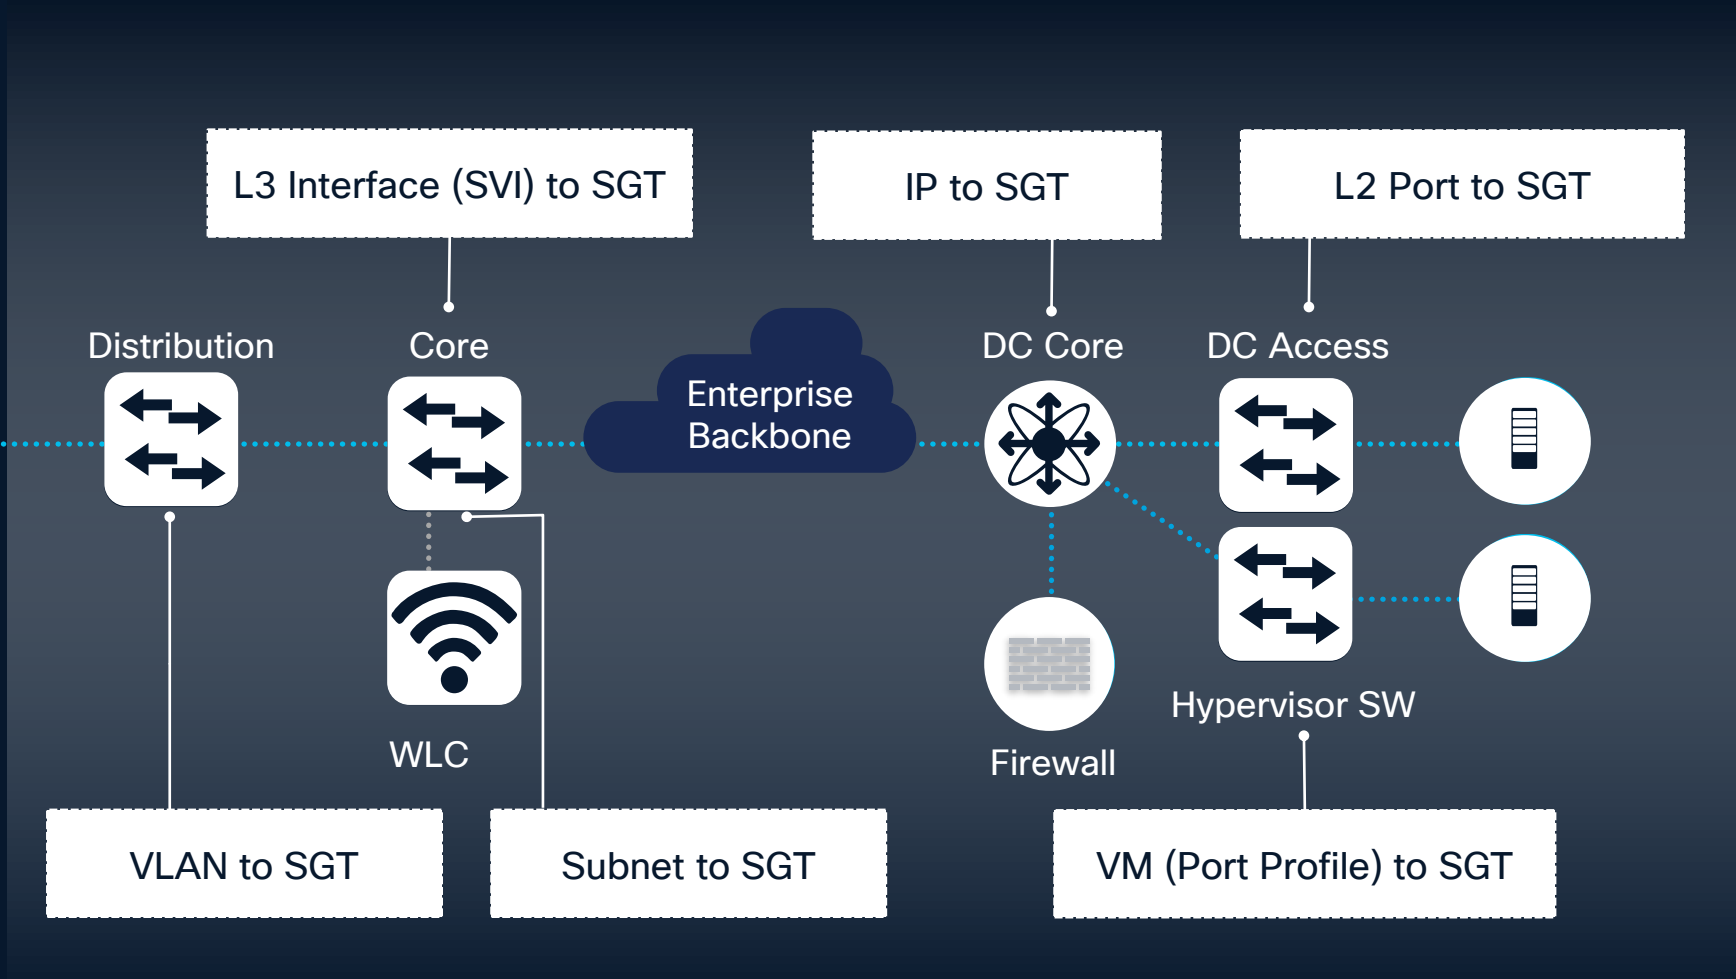 L3 Interface (SVI) to SGT
IP to SGT
L2 Port to SGT
Distribution
Core
Enterprise
Backbone
DC Core
DC Access
WLC
Firewall
Hypervisor SW
VLAN to SGT
Subnet to SGT
VM (Port Profile) to SGT